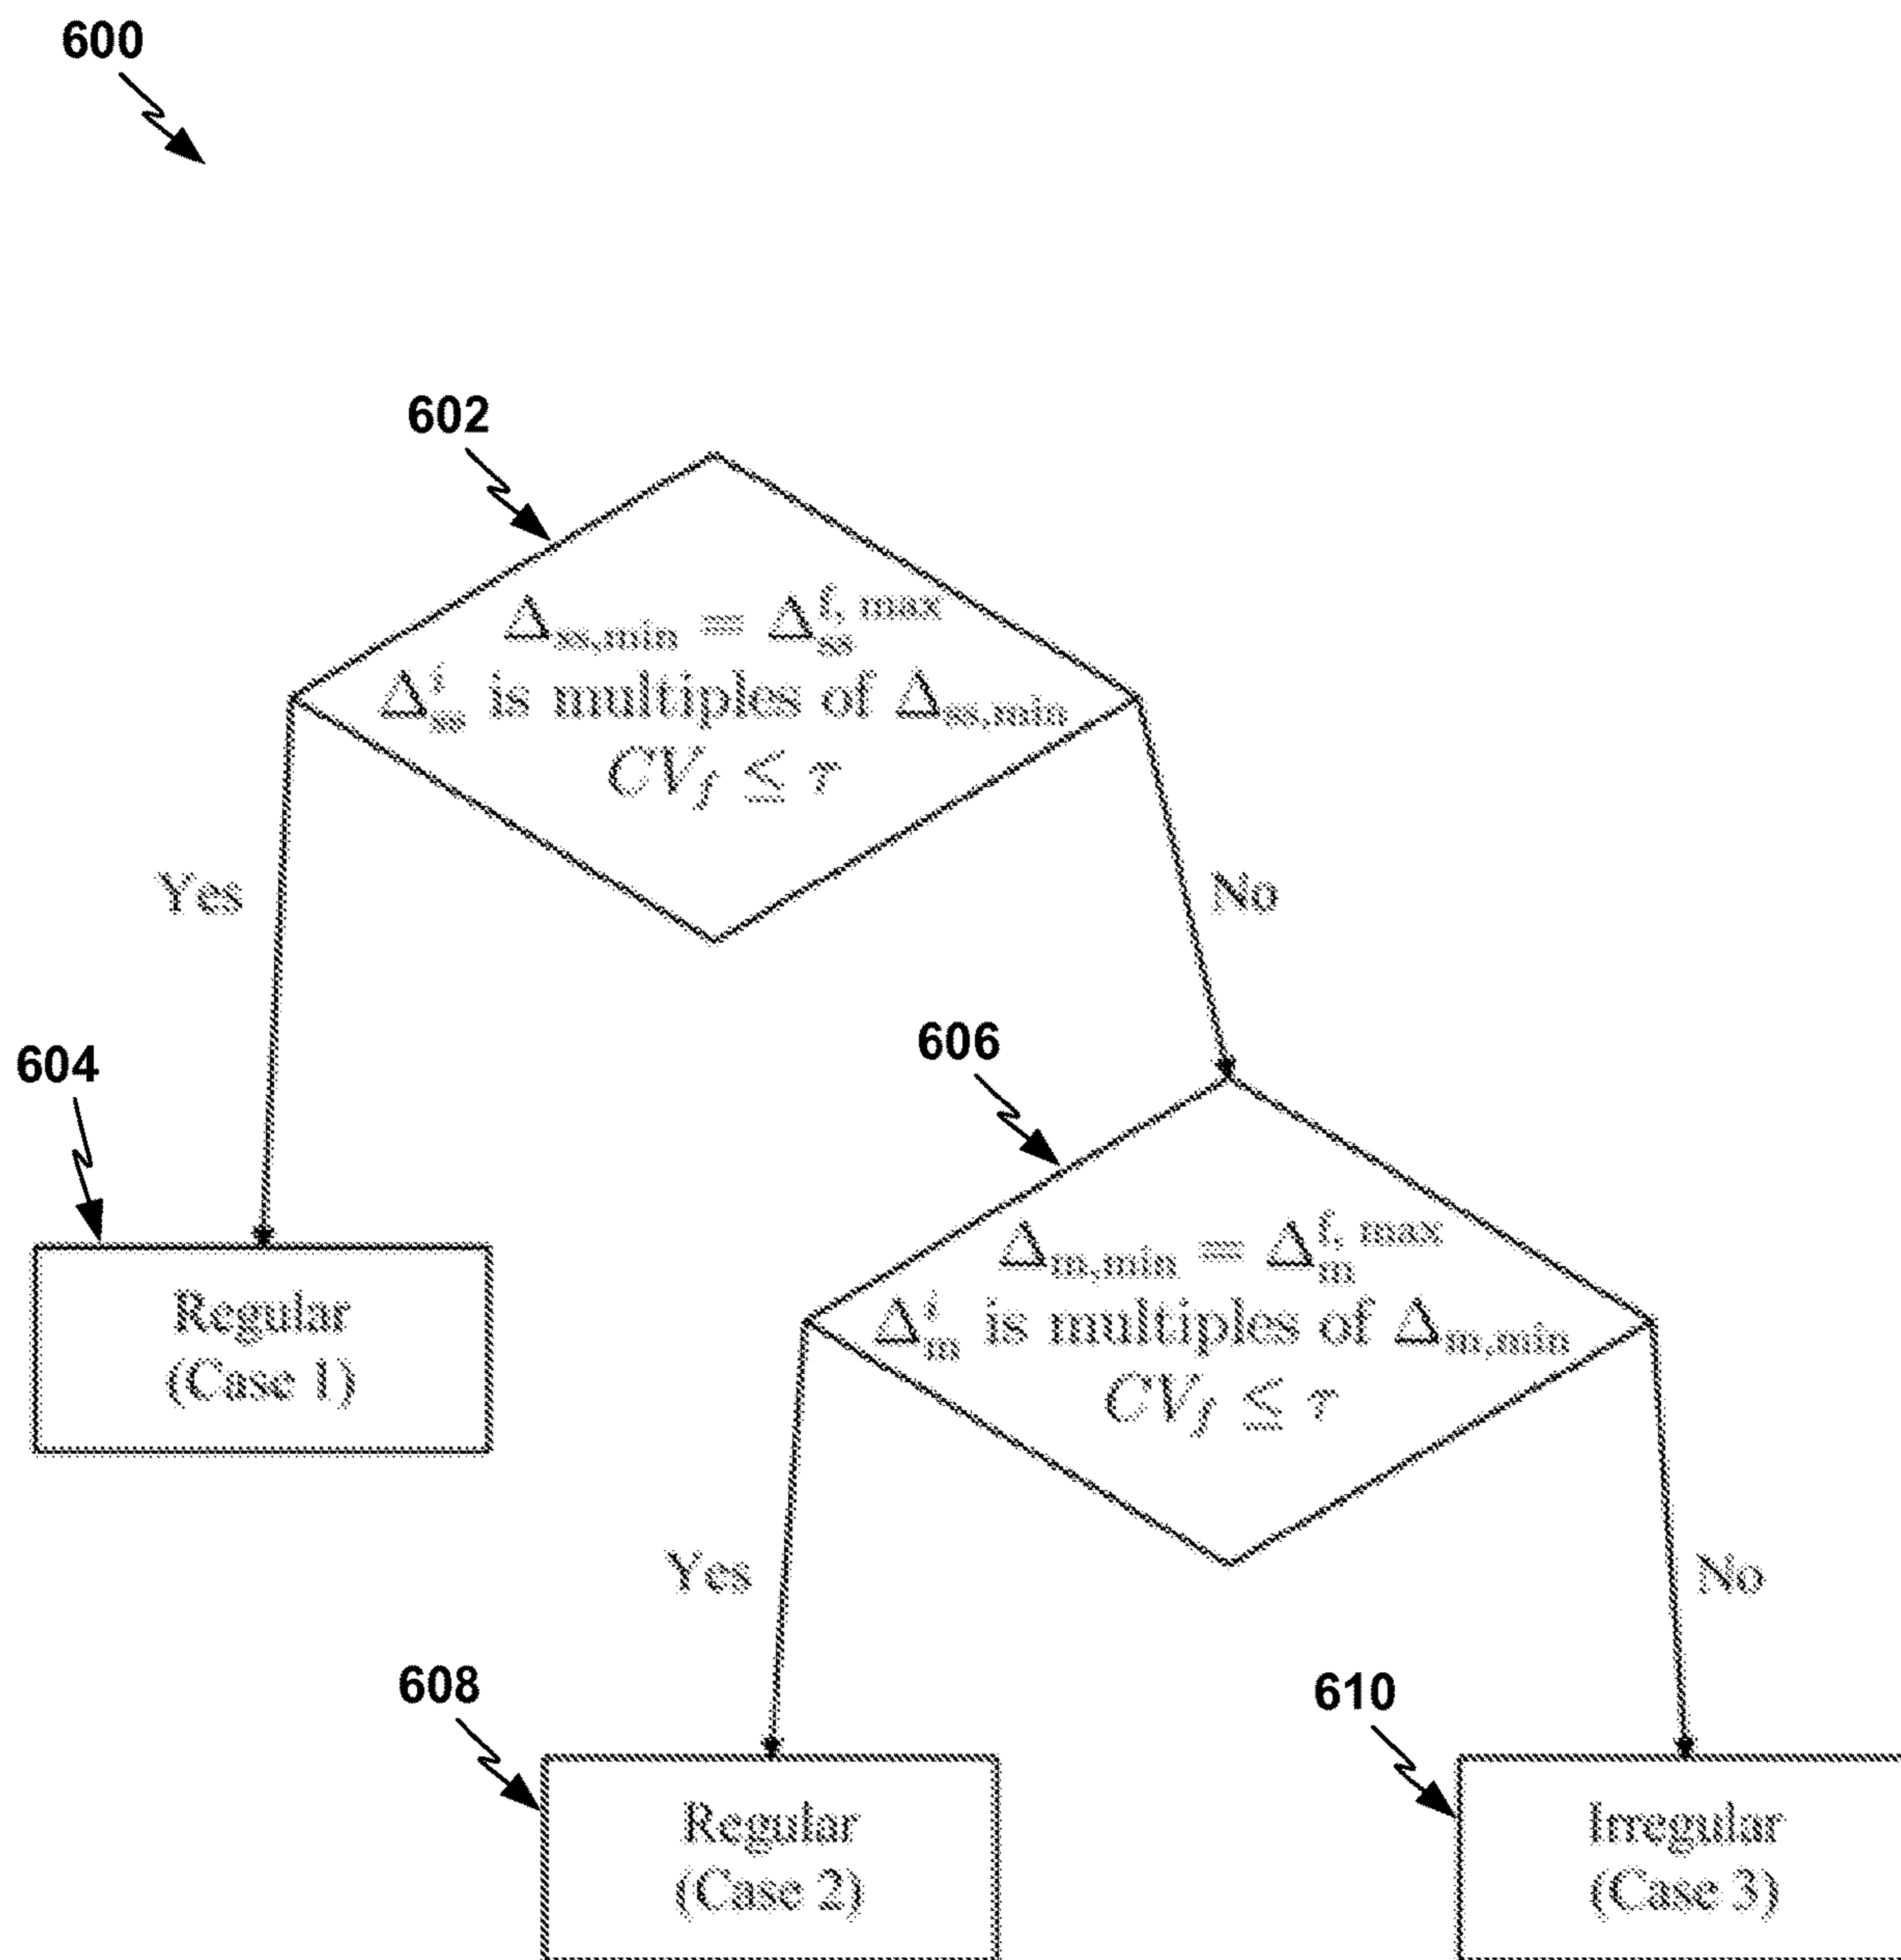 600
602
Δss,min = Δss^f, max
Δss^i is multiples of Δss,min
CVf ≤ τ
Yes
No
604
606
Regular
(Case 1)
Δm,min = Δm^f, max
Δm^i is multiples of Δm,min
CVf ≤ τ
Yes
No
608
610
Regular
(Case 2)
Irregular
(Case 3)